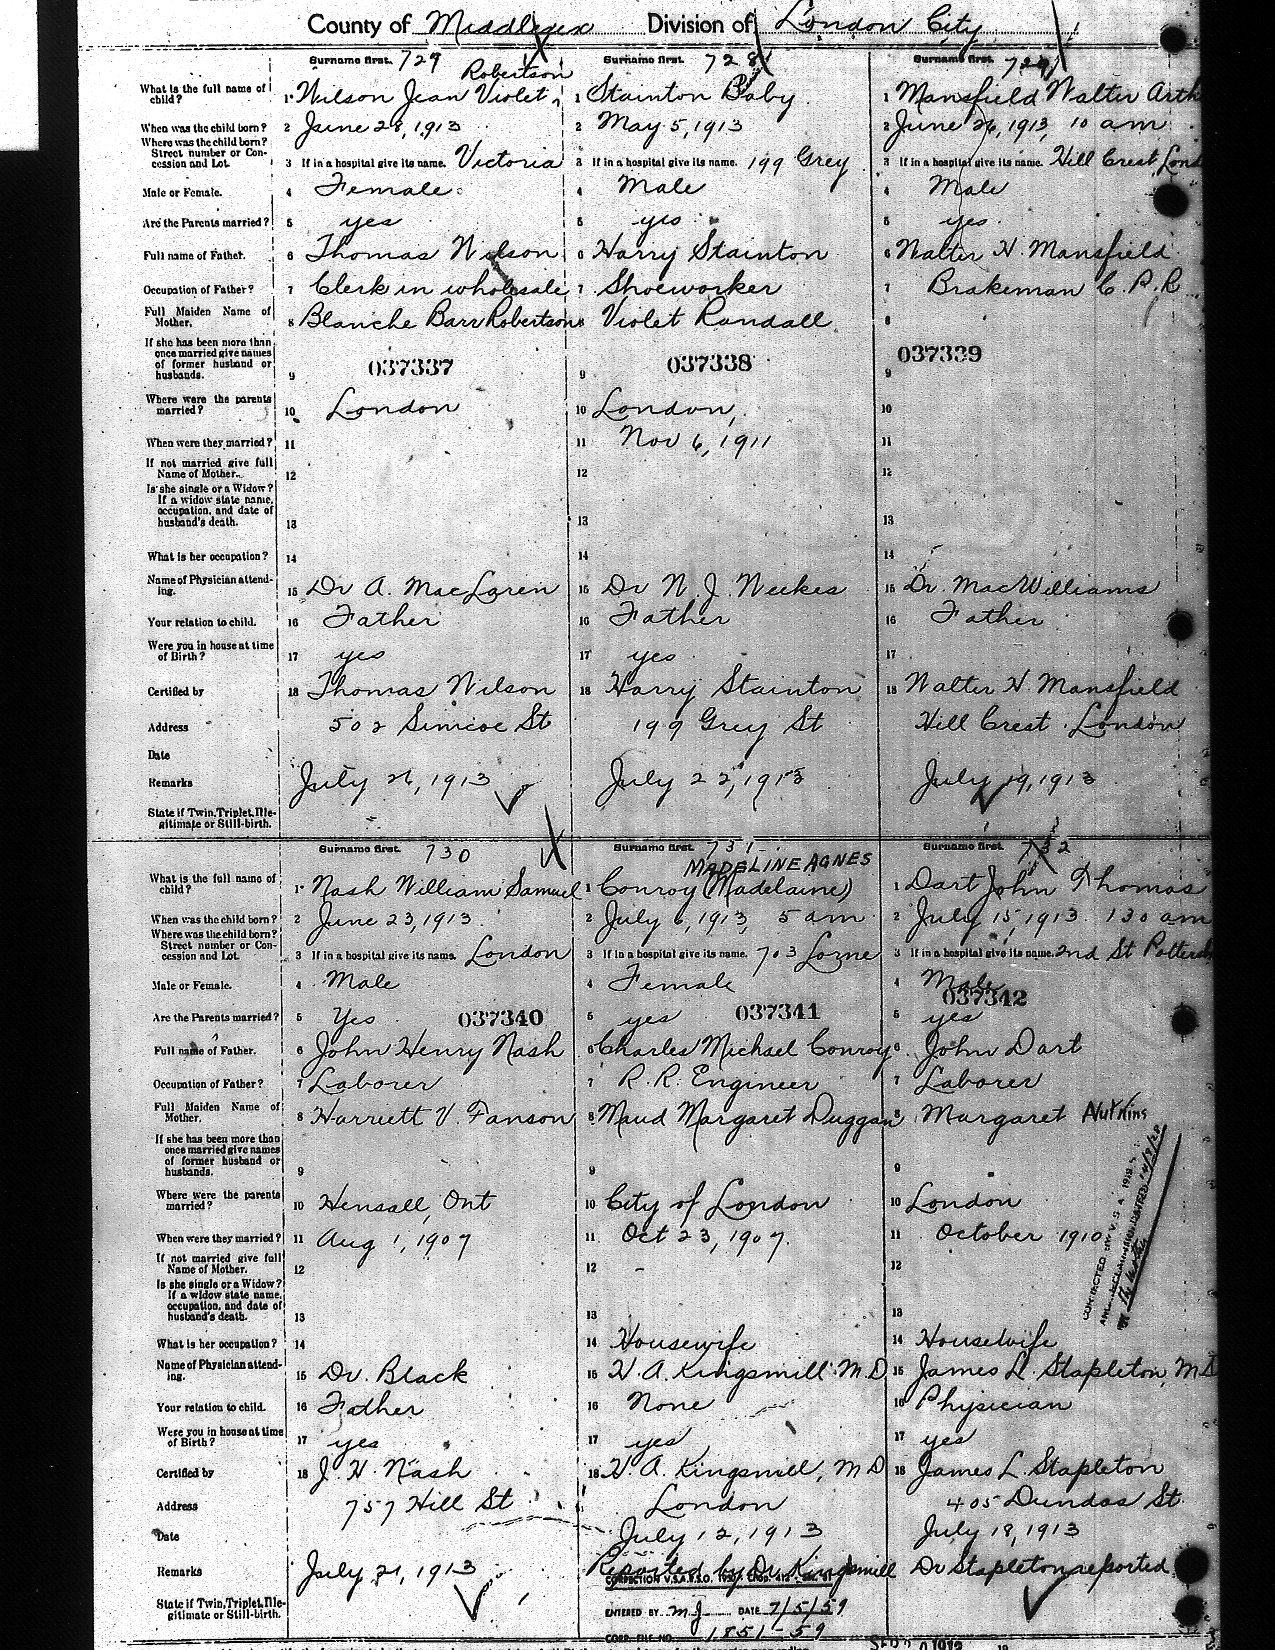 County of Middlesex Division of London City
Surname first. 729 Surname first. 728 Surname first. 729
What is the full name of child? 1 Wilson Jean Violet Robertson 1 Stainton Baby 1 Mansfield Walter Arth
When was the child born? 2 June 28, 1913 2 May 5, 1913 2 June 26, 1913, 10 am
Where was the child born? Street number or Concession and Lot. 3 If in a hospital give its name. Victoria 3 If in a hospital give its name. 199 Grey 3 If in a hospital give its name. Hill Crest, Lond
Male or Female. 4 Female 4 Male 4 Male
Are the Parents married? 5 yes 5 yes 5 yes
Full name of Father. 6 Thomas Wilson 6 Harry Stainton 6 Walter H. Mansfield
Occupation of Father? 7 Clerk in wholesale 7 Shoeworker 7 Brakeman C.P.R
Full Maiden Name of Mother. 8 Blanche Barr Robertson 8 Violet Randall 8
If she has been more than once married give names of former husband or husbands. 9 037337 9 037338 9 037339
Where were the parents married? 10 London 10 London, 10
When were they married? 11 11 Nov 6, 1911 11
If not married give full Name of Mother. 12 12 12
Is she single or a Widow? If a widow state name, occupation, and date of husband's death. 13 13 13
What is her occupation? 14 14 14
Name of Physician attending. 15 Dr A. MacLaren 15 Dr N. J. Neekes 15 Dr. MacWilliams
Your relation to child. 16 Father 16 Father 16 Father
Were you in house at time of Birth? 17 yes 17 yes 17
Certified by 18 Thomas Wilson 18 Harry Stainton 18 Walter H. Mansfield
Address 502 Simcoe St 199 Grey St Hill Crest London
Date
Remarks July 26, 1913 July 22, 1913 July 19, 1913
State if Twin, Triplet, Illegitimate or Still-birth.
Surname first. 730 Surname first. 731 Surname first. 732
MADELINE AGNES
What is the full name of child? 1 Nash William Samuel 1 Conroy (Madelaine) 1 Dart John Thomas
When was the child born? 2 June 23, 1913 2 July 6, 1913, 5 am 2 July 15, 1913. 130 am
Where was the child born? Street number or Concession and Lot. 3 If in a hospital give its name. London 3 If in a hospital give its name. 703 Lorne 3 If in a hospital give its name. 2nd St Potters
Male or Female. 4 Male 4 Female 4 Male
037340 037341 037342
Are the Parents married? 5 Yes 5 yes 5 yes
Full name of Father. 6 John Henry Nash 6 Charles Michael Conroy 6 John Dart
Occupation of Father? 7 Laborer 7 R. R. Engineer 7 Laborer
Full Maiden Name of Mother. 8 Harriett V. Fanson 8 Maud Margaret Duggan 8 Margaret Nutkins
If she has been more than once married give names of former husband or husbands. 9 9 9
Where were the parents married? 10 Hensall, Ont 10 City of London 10 London
When were they married? 11 Aug 1, 1907 11 Oct 23, 1907. 11 October 1910
If not married give full Name of Mother. 12 12 12
Is she single or a Widow? If a widow state name, occupation, and date of husband's death. 13 13 13
What is her occupation? 14 14 Housewife 14 Housewife
Name of Physician attending. 15 Dr. Black 15 H. A. Kingsmill M.D 15 James L. Stapleton, M D
Your relation to child. 16 Father 16 None 16 Physician
Were you in house at time of Birth? 17 yes 17 yes 17 yes
Certified by 18 J. H. Nash 18 H. A. Kingsmill, M D 18 James L. Stapleton
Address 757 Hill St London 405 Dundas St
Date July 12, 1913 July 18, 1913
Remarks July 21, 1913 Reported by Dr. Kingsmill Dr Stapleton reported
State if Twin, Triplet, Illegitimate or Still-birth.
ENTERED BY M J DATE 7/5/59
CORR. FILE NO. 1851-59